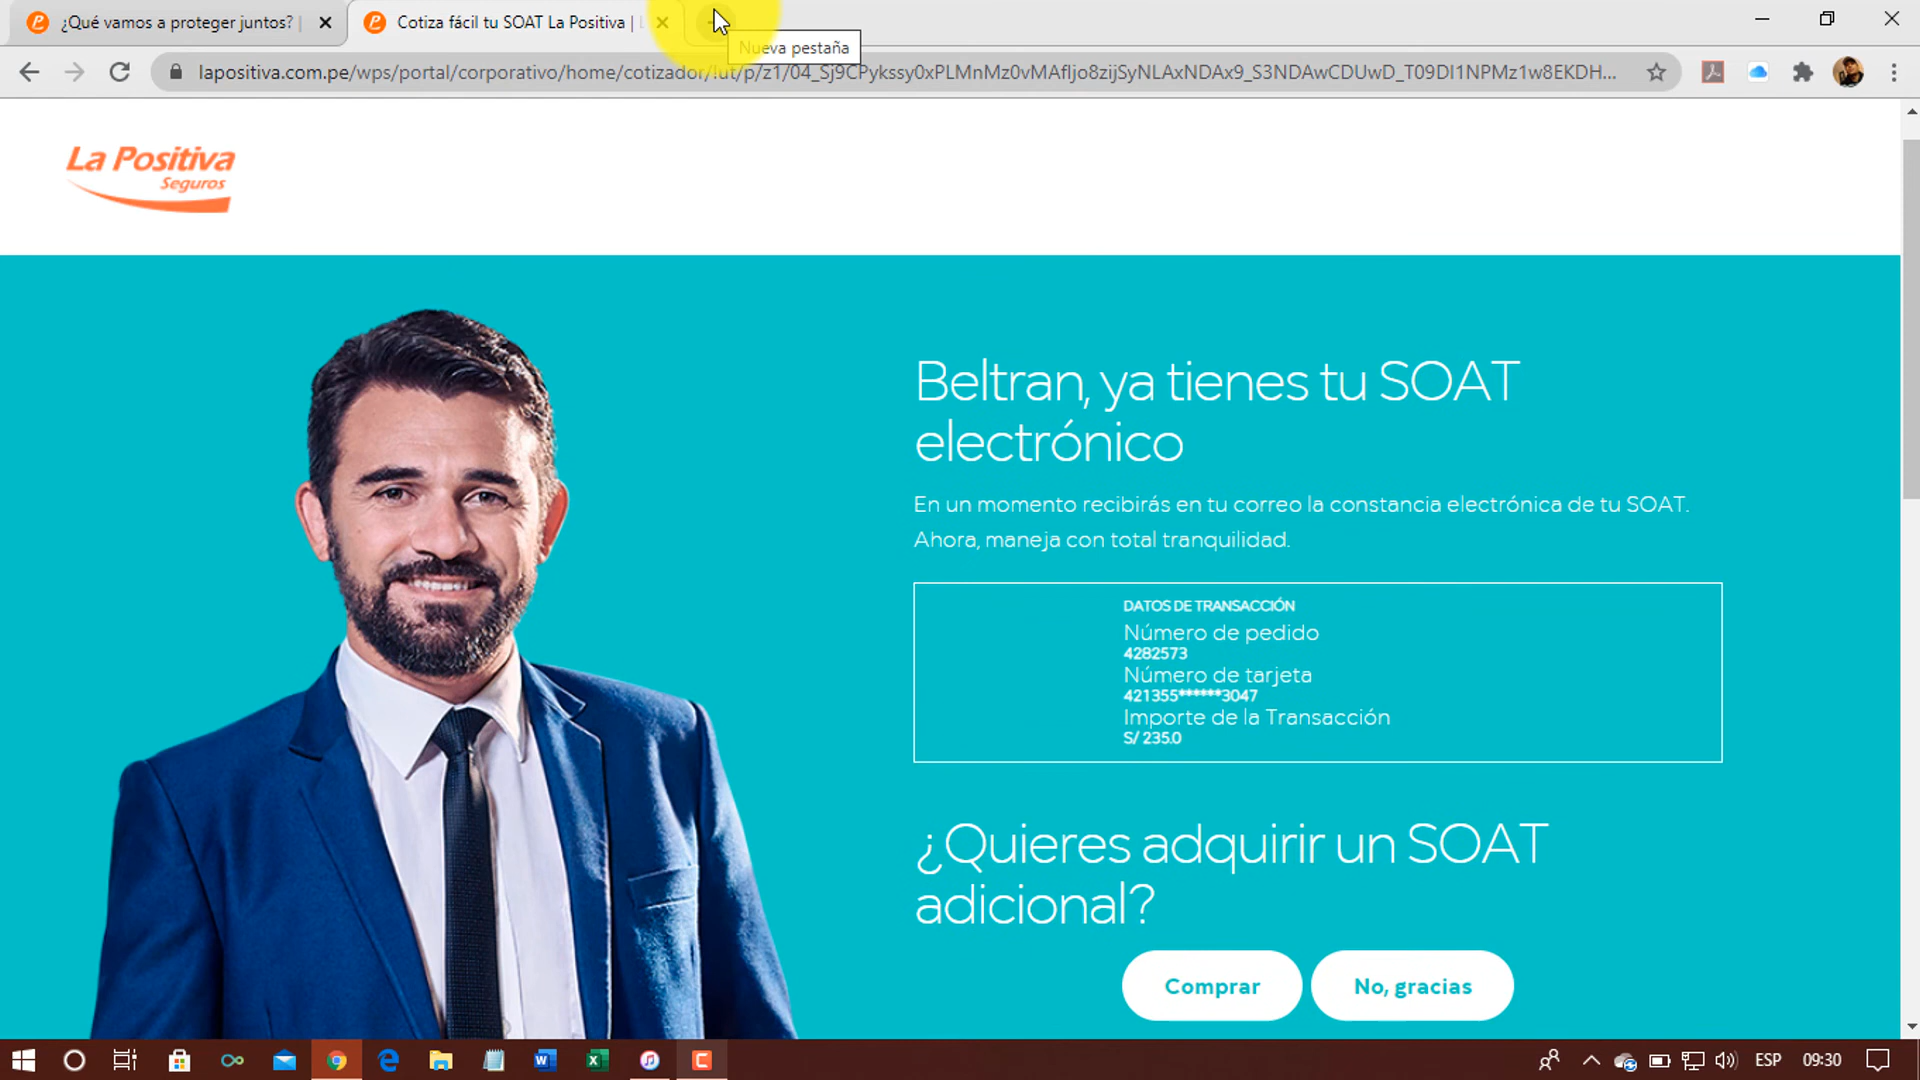 ¿Qué vamos a proteger juntos? |
Cotiza fácil tu SOAT La Positiva |
Nueva pestaña
lapositiva.com.pe/wps/portal/corporativo/home/cotizador/!ut/p/z1/04_Sj9CPykssy0xPLMnMz0vMAfIjo8zijSyNLAxNDAx9_S3NDAwCDUwD_T09DI1NPMz1w8EKDH...
La Positiva
Seguros
Beltran, ya tienes tu SOAT
electrónico
En un momento recibirás en tu correo la constancia electrónica de tu SOAT.
Ahora, maneja con total tranquilidad.
DATOS DE TRANSACCIÓN
Número de pedido
4282573
Número de tarjeta
421355******3047
Importe de la Transacción
S/ 235.0
¿Quieres adquirir un SOAT
adicional?
Comprar
No, gracias
ESP
09:30